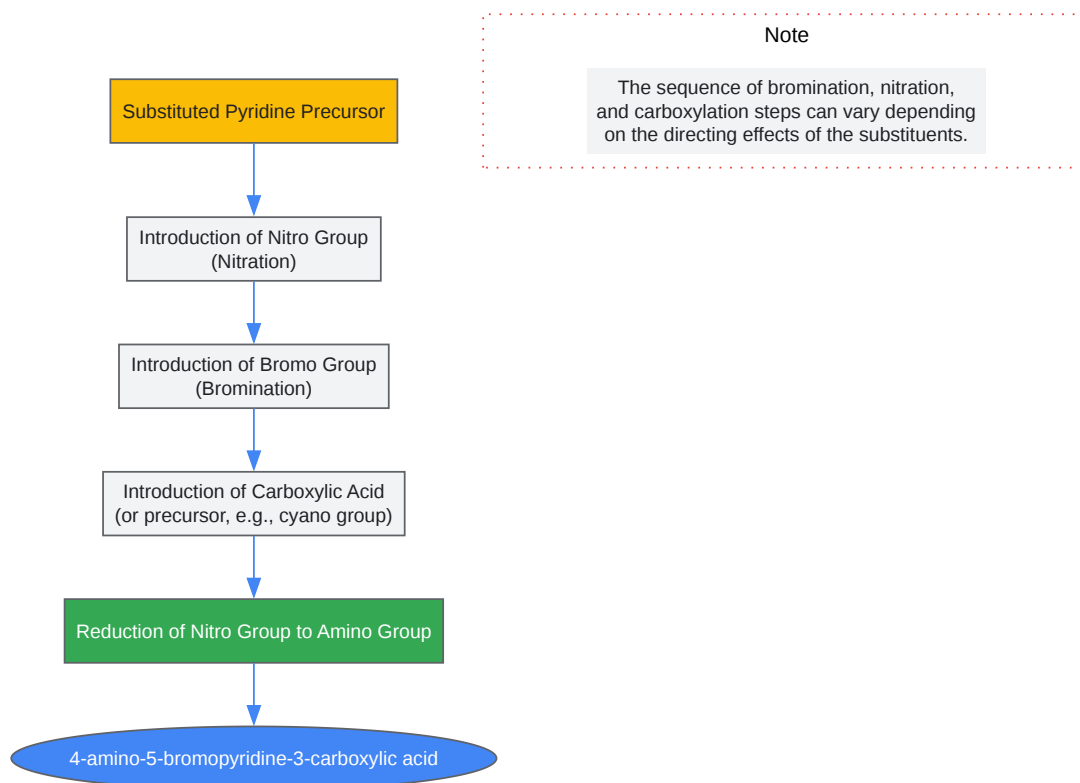 Note
The sequence of bromination, nitration,
and carboxylation steps can vary depending
on the directing effects of the substituents.
Substituted Pyridine Precursor
Introduction of Nitro Group
(Nitration)
Introduction of Bromo Group
(Bromination)
Introduction of Carboxylic Acid
(or precursor, e.g., cyano group)
Reduction of Nitro Group to Amino Group
4-amino-5-bromopyridine-3-carboxylic acid